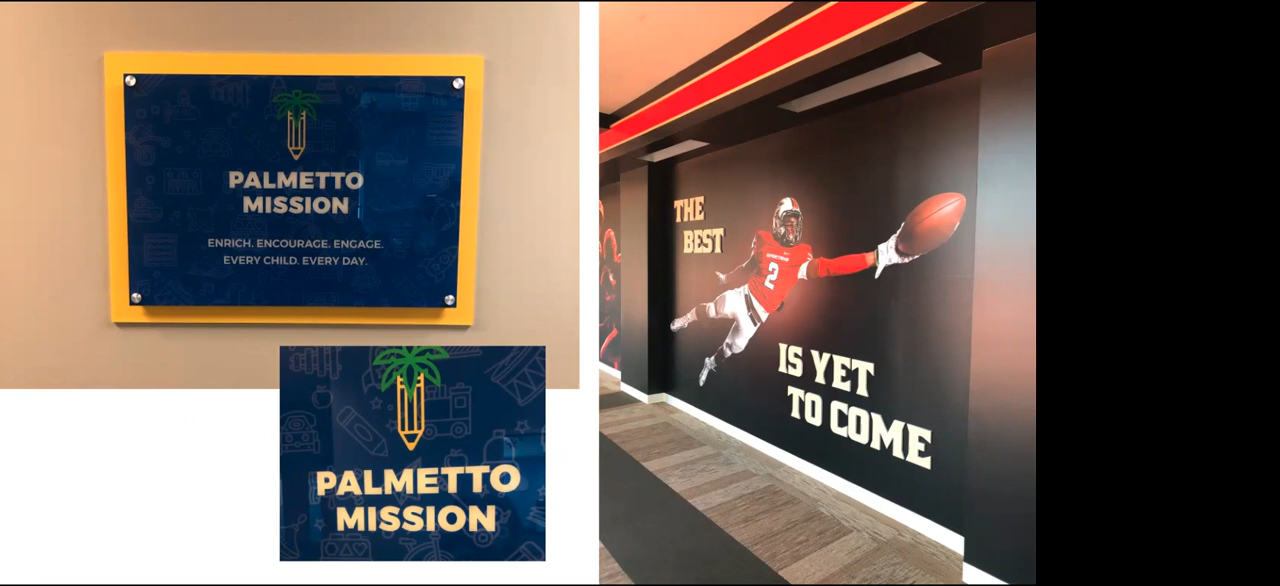 PALMETTO
MISSION
ENRICH. ENCOURAGE. ENGAGE.
EVERY CHILD. EVERY DAY.
PALMETTO
MISSION
THE
BEST
2
IS YET
TO COME